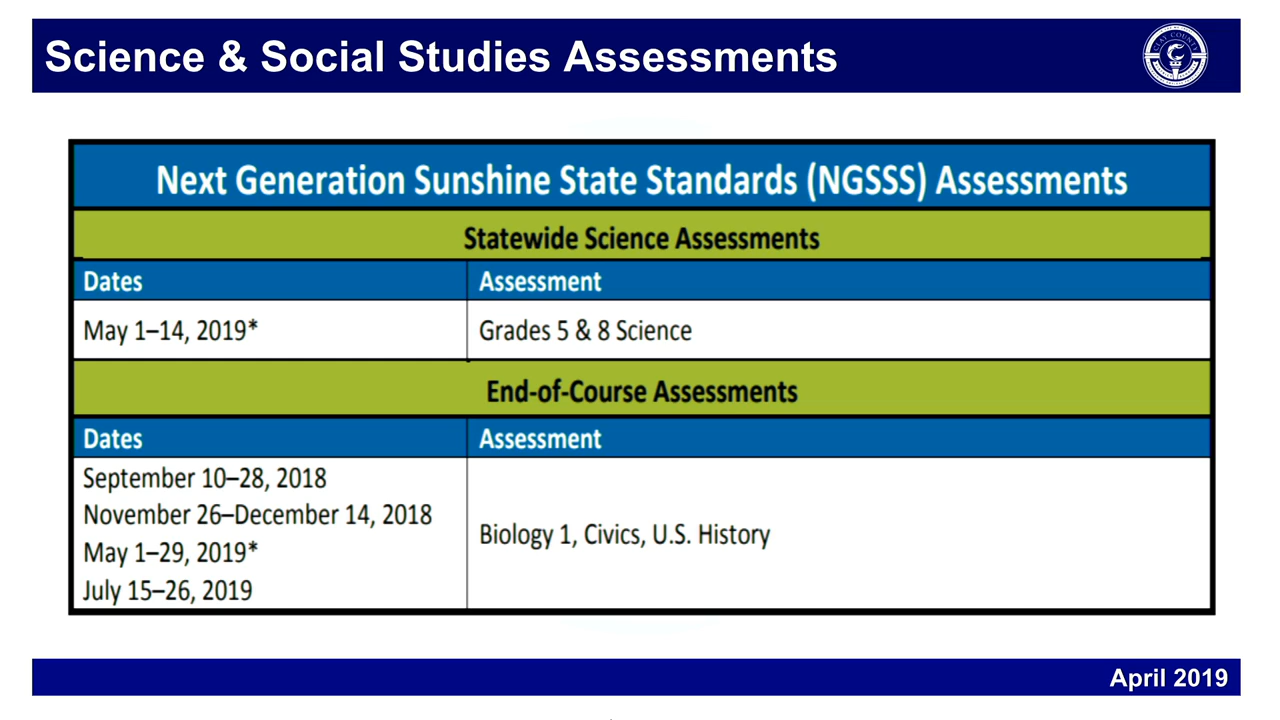 Science & Social Studies Assessments
CLAY COUNTY
Next Generation Sunshine State Standards (NGSSS) Assessments
Statewide Science Assessments
Dates
Assessment
May 1–14, 2019*
Grades 5 & 8 Science
End-of-Course Assessments
Dates
Assessment
September 10–28, 2018
November 26–December 14, 2018
May 1–29, 2019*
July 15–26, 2019
Biology 1, Civics, U.S. History
April 2019